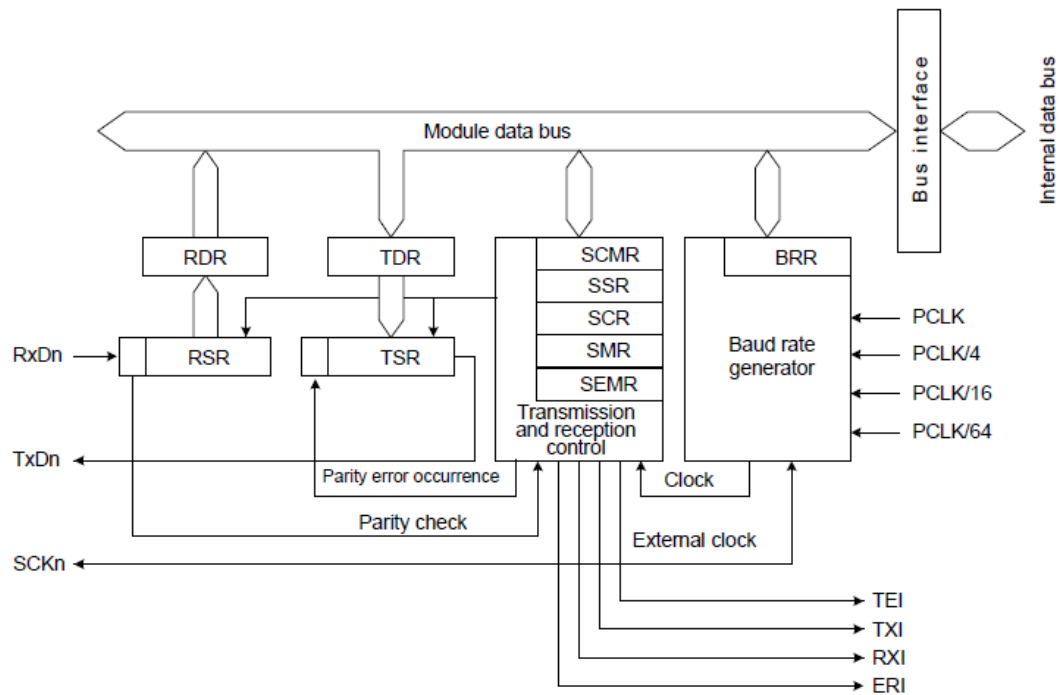 Module data bus
Bus interface
Internal data bus
RDR
TDR
SCMR
SSR
SCR
SMR
SEMR
Transmission
and reception
control
BRR
Baud rate
generator
PCLK
PCLK/4
PCLK/16
PCLK/64
RxDn
RSR
TSR
TxDn
Parity error occurrence
Clock
Parity check
External clock
SCKn
TEI
TXI
RXI
ERI